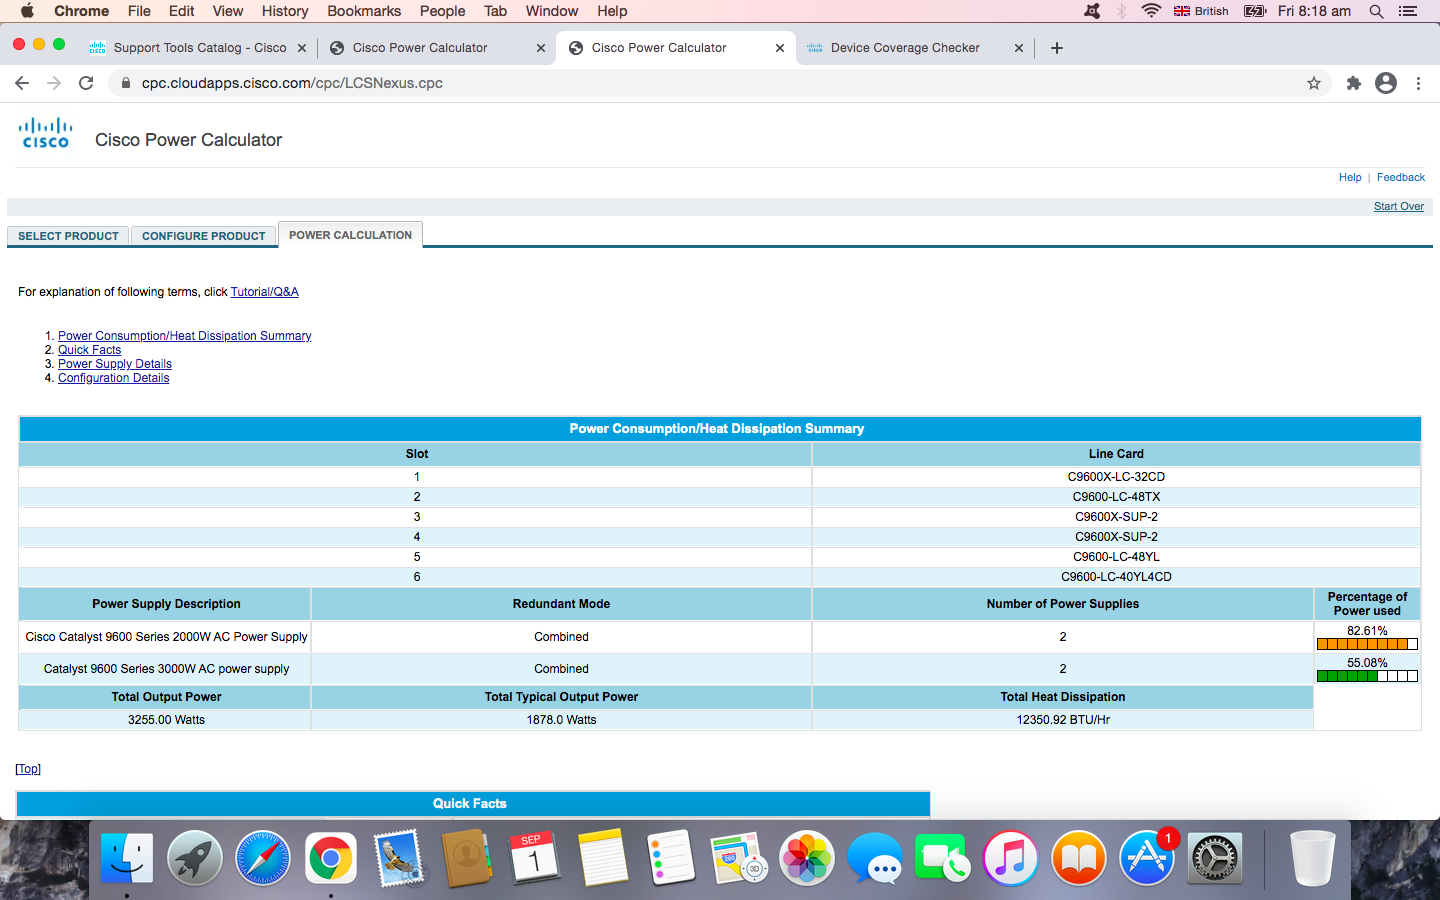 Chrome File Edit View History Bookmarks People Tab Window Help British Fri 8:18 am
Support Tools Catalog - Cisco Cisco Power Calculator Cisco Power Calculator Device Coverage Checker
cpc.cloudapps.cisco.com/cpc/LCSNexus.cpc
CISCO Cisco Power Calculator
Help | Feedback
Start Over
SELECT PRODUCT CONFIGURE PRODUCT POWER CALCULATION
For explanation of following terms, click Tutorial/Q&A
1. Power Consumption/Heat Dissipation Summary
2. Quick Facts
3. Power Supply Details
4. Configuration Details
Power Consumption/Heat Dissipation Summary
Slot Line Card
1 C9600X-LC-32CD
2 C9600-LC-48TX
3 C9600X-SUP-2
4 C9600X-SUP-2
5 C9600-LC-48YL
6 C9600-LC-40YL4CD
Power Supply Description Redundant Mode Number of Power Supplies Percentage of
Power used
Cisco Catalyst 9600 Series 2000W AC Power Supply Combined 2 82.61%
Catalyst 9600 Series 3000W AC power supply Combined 2 55.08%
Total Output Power Total Typical Output Power Total Heat Dissipation
3255.00 Watts 1878.0 Watts 12350.92 BTU/Hr
[Top]
Quick Facts
SEP
1
280
3D
1